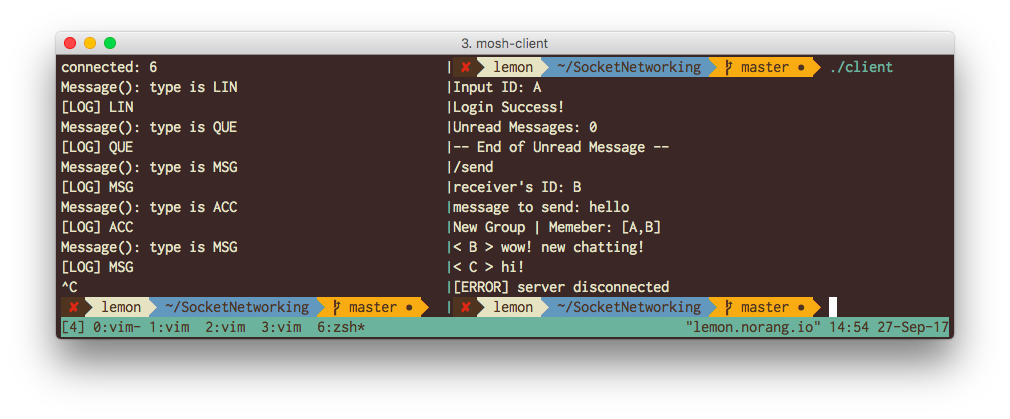 3. mosh-client
connected: 6
Message(): type is LIN
[LOG] LIN
Message(): type is QUE
[LOG] QUE
Message(): type is MSG
[LOG] MSG
Message(): type is ACC
[LOG] ACC
Message(): type is MSG
[LOG] MSG
^C
✘ lemon ~/SocketNetworking master ●
✘ lemon ~/SocketNetworking master ● ./client
Input ID: A
Login Success!
Unread Messages: 0
-- End of Unread Message --
/send
receiver's ID: B
message to send: hello
New Group | Memeber: [A,B]
< B > wow! new chatting!
< C > hi!
[ERROR] server disconnected
✘ lemon ~/SocketNetworking master ●
[4] 0:vim- 1:vim 2:vim 3:vim 6:zsh* "lemon.norang.io" 14:54 27-Sep-17